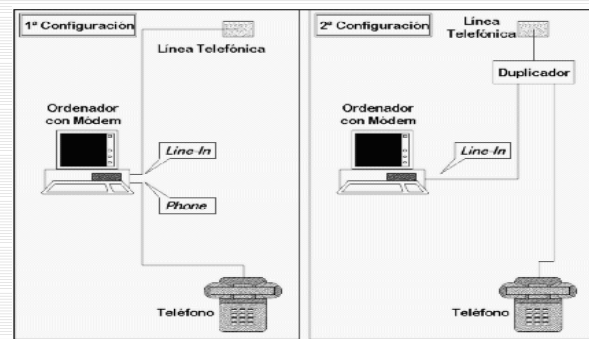 1ª Configuración
Línea Telefónica
Ordenador
con Módem
Line-In
Phone
Teléfono
2ª Configuración
Línea
Telefónica
Duplicador
Ordenador
con Módem
Line-In
Teléfono